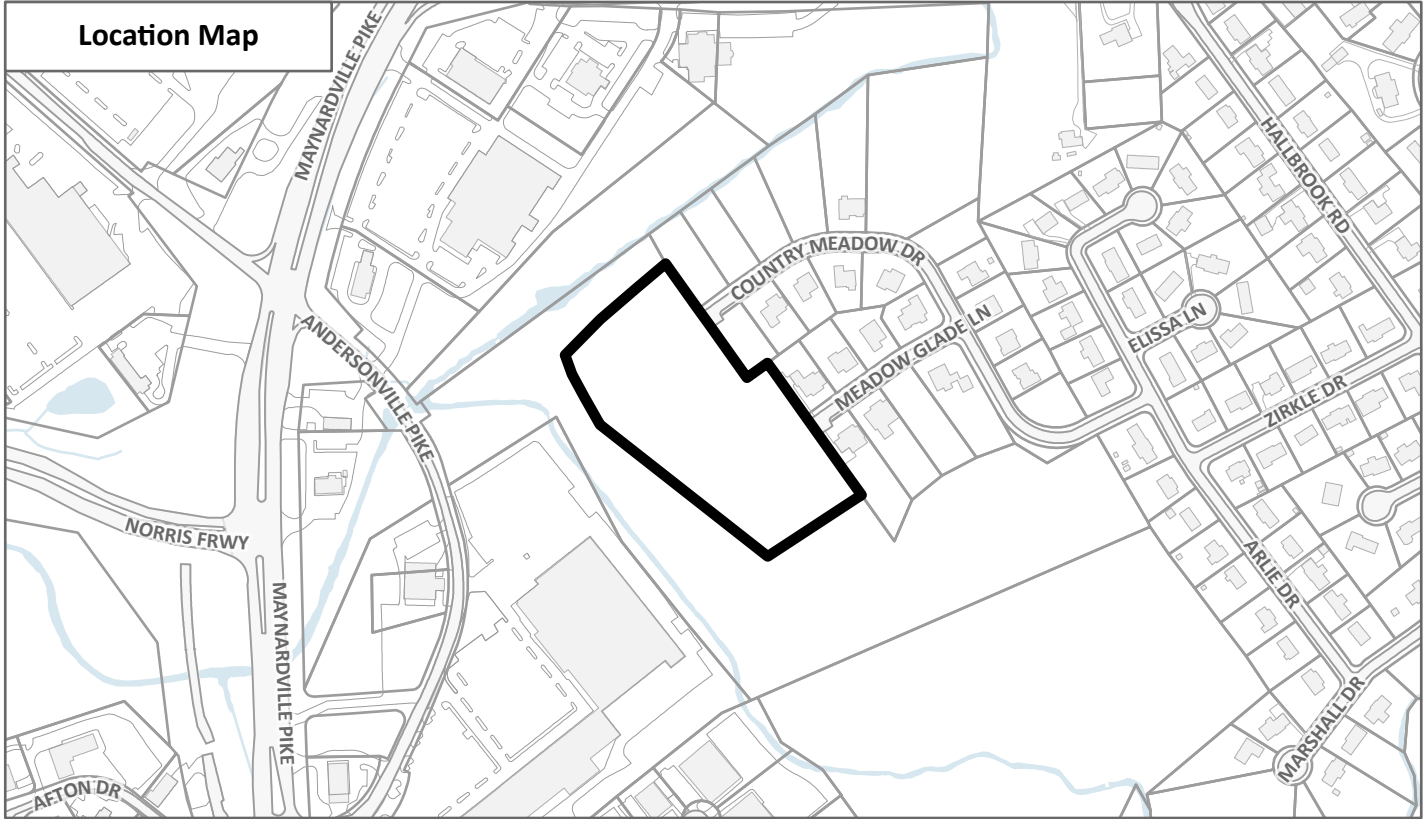 Location Map
MAYNARDVILLE PIKE
HALLBROOK RD
COUNTRY MEADOW DR
ANDERSONVILLE PIKE
MEADOW GLADE LN
ELISSA LN
ZIRKLE DR
NORRIS FRWY
MAYNARDVILLE PIKE
ARLIE DR
MARSHALL DR
AFTON DR